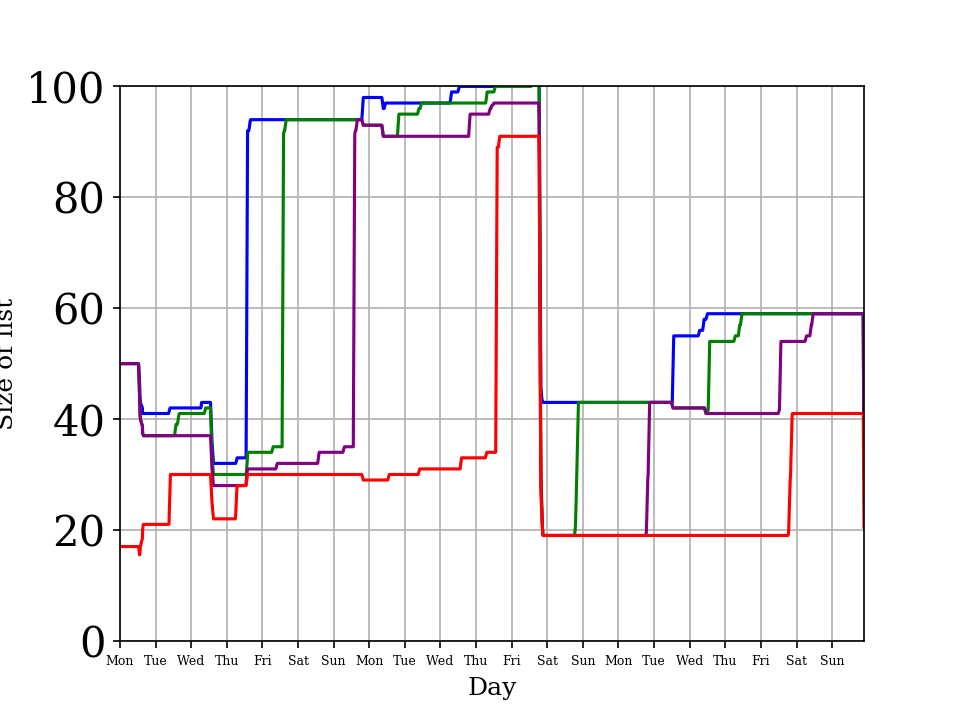 100
80
60
40
20
0
Size of list
Mon Tue Wed Thu Fri Sat Sun Mon Tue Wed Thu Fri Sat Sun Mon Tue Wed Thu Fri Sat Sun
Day